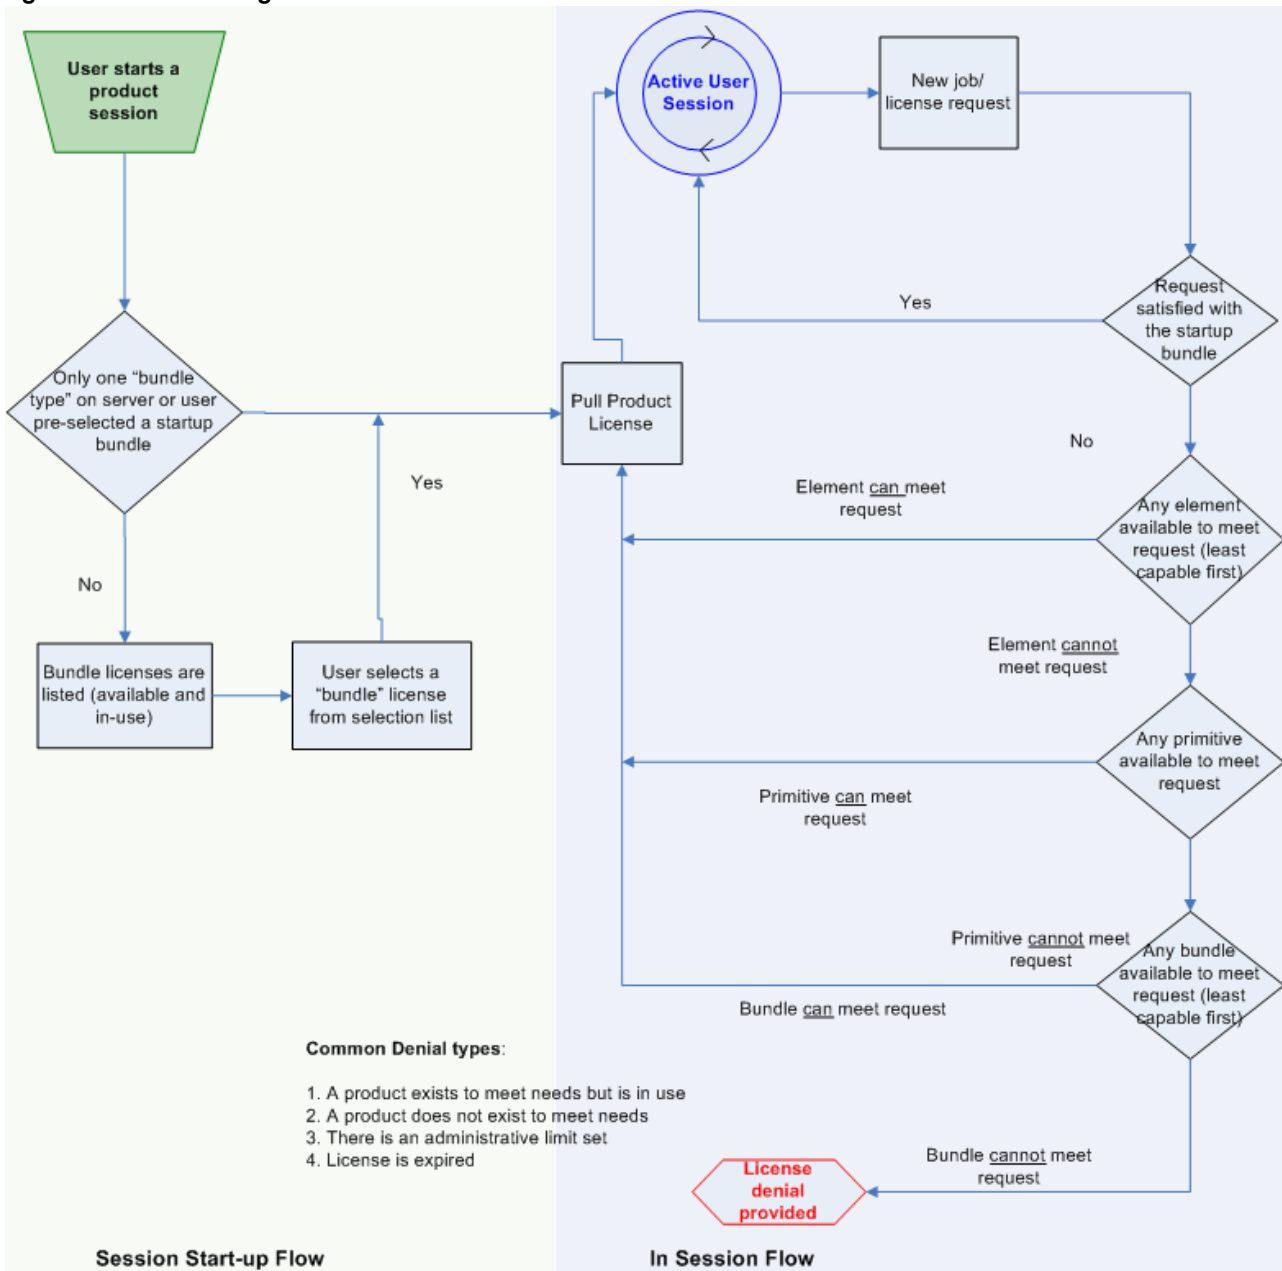 User starts a
product
session
Active User
Session
New job/
license request
Request
satisfied with
the startup
bundle
Yes
Only one “bundle
type” on server or user
pre-selected a startup
bundle
Pull Product
License
No
Yes
Element can meet
request
Any element
available to meet
request (least
capable first)
No
Element cannot
meet request
Bundle licenses are
listed (available and
in-use)
User selects a
“bundle” license
from selection list
Any primitive
available to meet
request
Primitive can meet
request
Primitive cannot meet
request
Any bundle
available to meet
request (least
capable first)
Bundle can meet request
Common Denial types:
1. A product exists to meet needs but is in use
2. A product does not exist to meet needs
3. There is an administrative limit set
4. License is expired
Bundle cannot meet
request
License
denial
provided
Session Start-up Flow
In Session Flow